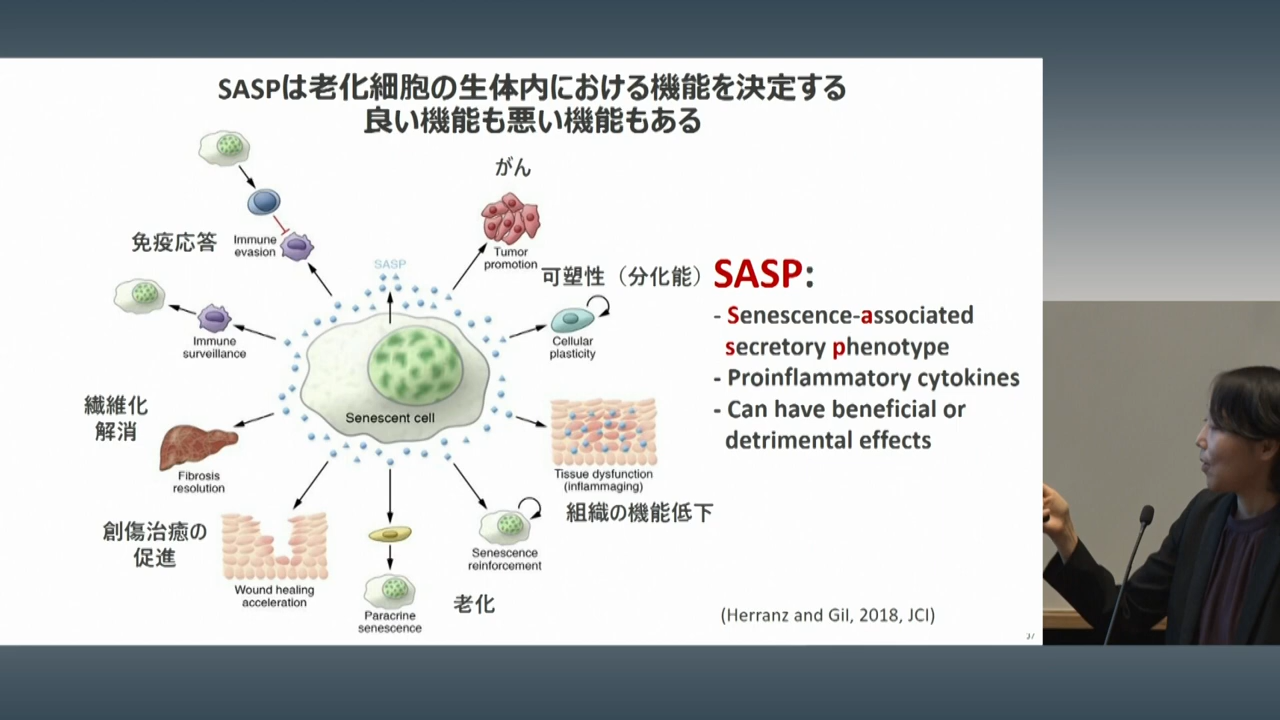 SASPは老化細胞の生体内における機能を決定する
良い機能も悪い機能もある
がん
免疫応答
Immune
evasion
SASP
Tumor
promotion
可塑性（分化能）
SASP:
- Senescence-associated
secretory phenotype
- Proinflammatory cytokines
- Can have beneficial or
detrimental effects
Immune
surveillance
Cellular
plasticity
繊維化
解消
Senescent cell
Fibrosis
resolution
Tissue dysfunction
(inflammaging)
組織の機能低下
創傷治癒の
促進
Senescence
reinforcement
Wound healing
acceleration
老化
Paracrine
senescence
(Herranz and Gil, 2018, JCI)